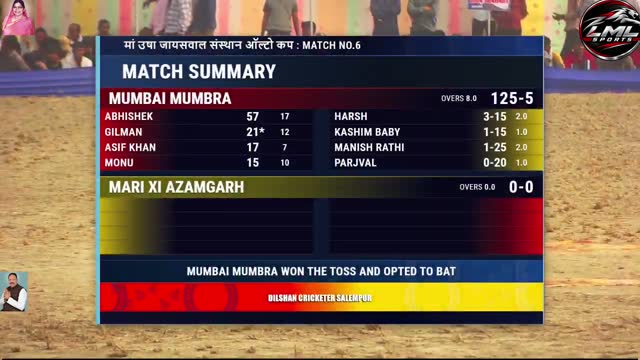 LML
SPORTS
मां उषा जायसवाल संस्थान ऑल्टो कप : MATCH NO.6
MATCH SUMMARY
MUMBAI MUMBRA OVERS 8.0 125-5
ABHISHEK 57 17 HARSH 3-15 2.0
GILMAN 21* 12 KASHIM BABY 1-15 1.0
ASIF KHAN 17 7 MANISH RATHI 1-25 2.0
MONU 15 10 PARJVAL 0-20 1.0
MARI XI AZAMGARH OVERS 0.0 0-0
MUMBAI MUMBRA WON THE TOSS AND OPTED TO BAT
DILSHAN CRICKETER SALEMPUR